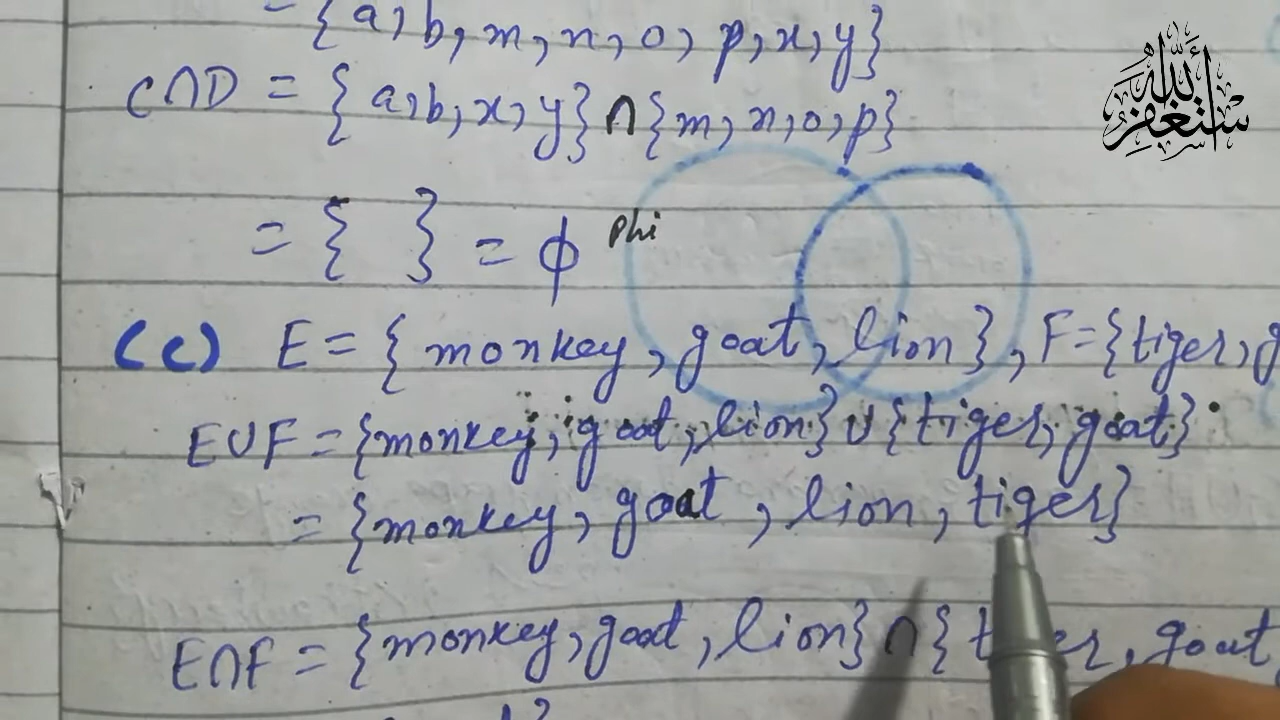 = {a, b, m, n, o, p, x, y}
C∩D = {a, b, x, y} ∩ {m, n, o, p}
= { } = ϕ phi
(c) E = {monkey, goat, lion}, F = {tiger, g
E∪F = {monkey, goat, lion} ∪ {tiger, goat}
= {monkey, goat, lion, tiger}
E∩F = {monkey, goat, lion} ∩ { , goat
أستغفر الله